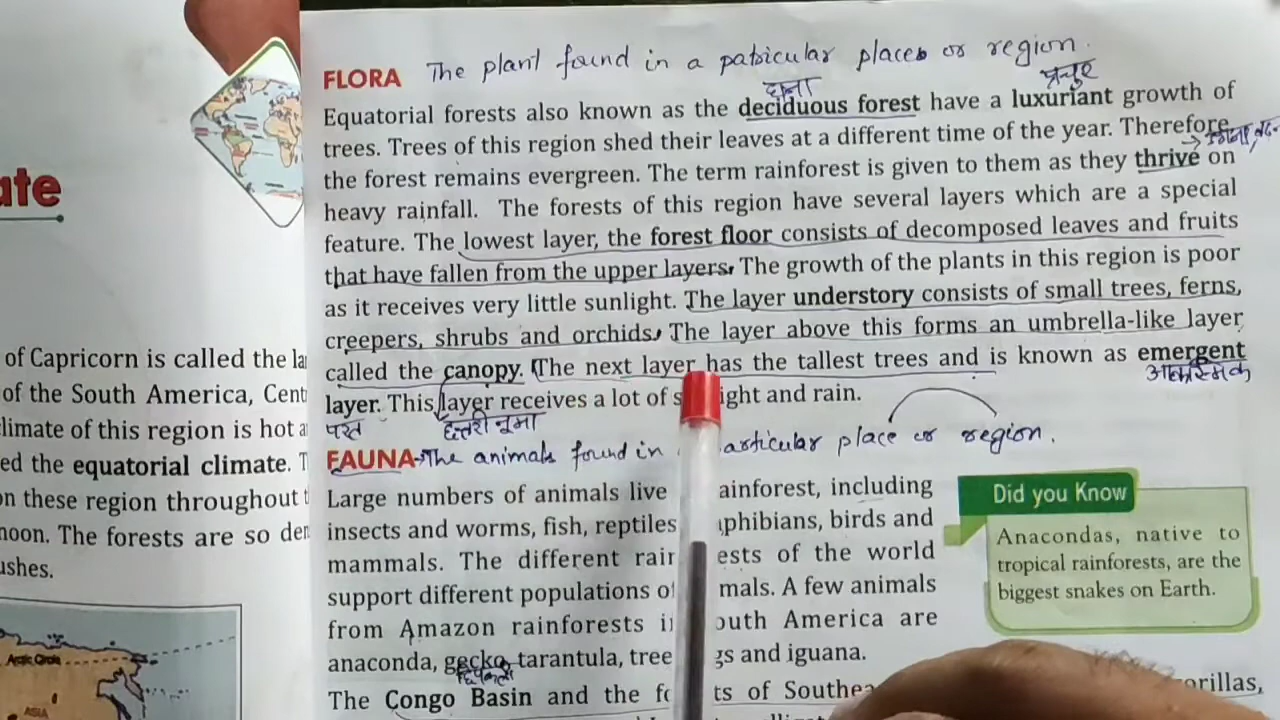 FLORA The plant found in a paticular places or region.
घना प्रचुर
Equatorial forests also known as the deciduous forest have a luxuriant growth of
trees. Trees of this region shed their leaves at a different time of the year. Therefore
the forest remains evergreen. The term rainforest is given to them as they thrive on
heavy rainfall. The forests of this region have several layers which are a special
feature. The lowest layer, the forest floor consists of decomposed leaves and fruits
that have fallen from the upper layers. The growth of the plants in this region is poor
as it receives very little sunlight. The layer understory consists of small trees, ferns,
creepers, shrubs and orchids. The layer above this forms an umbrella-like layer
called the canopy. The next layer has the tallest trees and is known as emergent
आकस्मिक
layer. This layer receives a lot of s ight and rain.
परत छतरी नूमा
FAUNA The animals found in articular place or region.
Large numbers of animals live ainforest, including
insects and worms, fish, reptiles phibians, birds and
mammals. The different rai ests of the world
support different populations o mals. A few animals
from Amazon rainforests i outh America are
anaconda, gecko, tarantula, tree gs and iguana.
छिपकली
The Congo Basin and the fo ts of Southea orillas,
Did you Know
Anacondas, native to
tropical rainforests, are the
biggest snakes on Earth.
ate
of Capricorn is called the la
of the South America, Cent
limate of this region is hot a
ed the equatorial climate. T
on these region throughout t
noon. The forests are so den
ushes.
Arctic Circle
ASIA